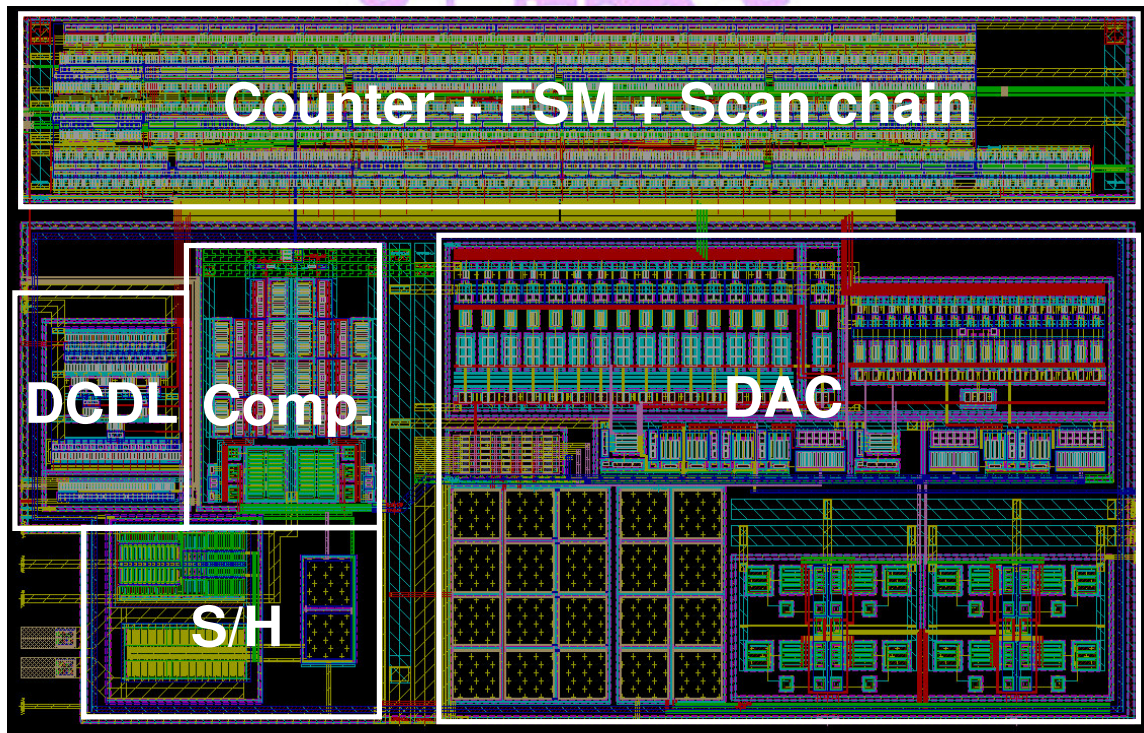 Counter + FSM + Scan chain
DCDL
Comp.
DAC
S/H